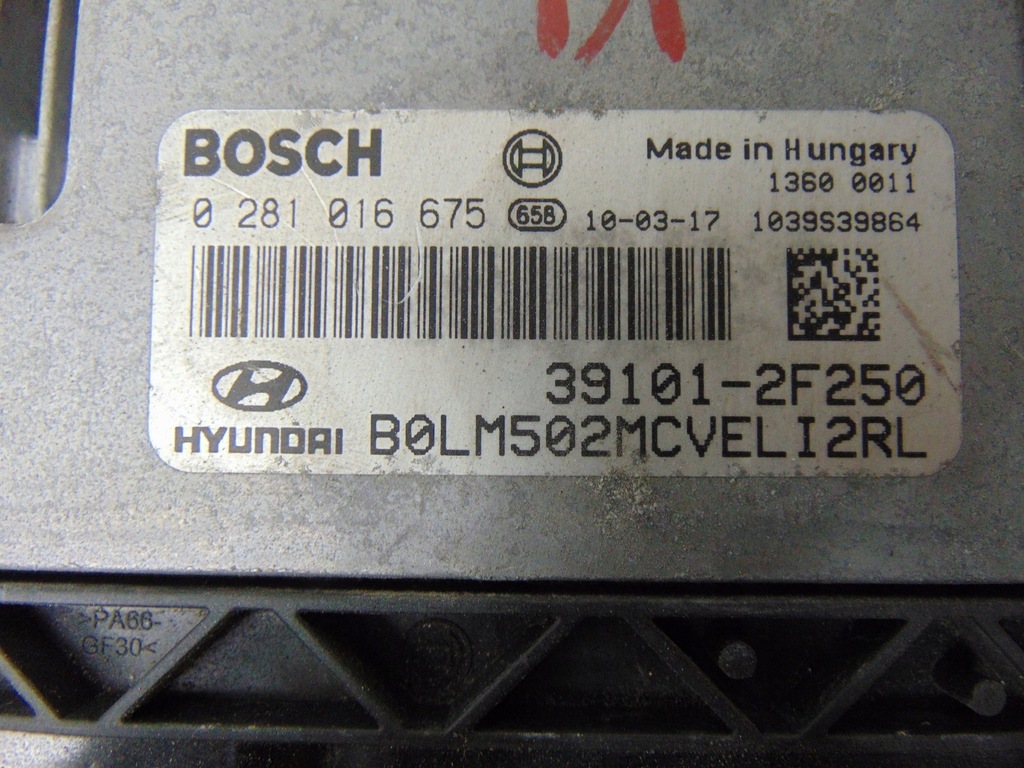 BOSCH
Made in Hungary
1360 0011
0 281 016 675 65B 10-03-17 1039S39864
39101-2F250
HYUNDAI B0LM502MCVELI2RL
>PA66-
GF30<